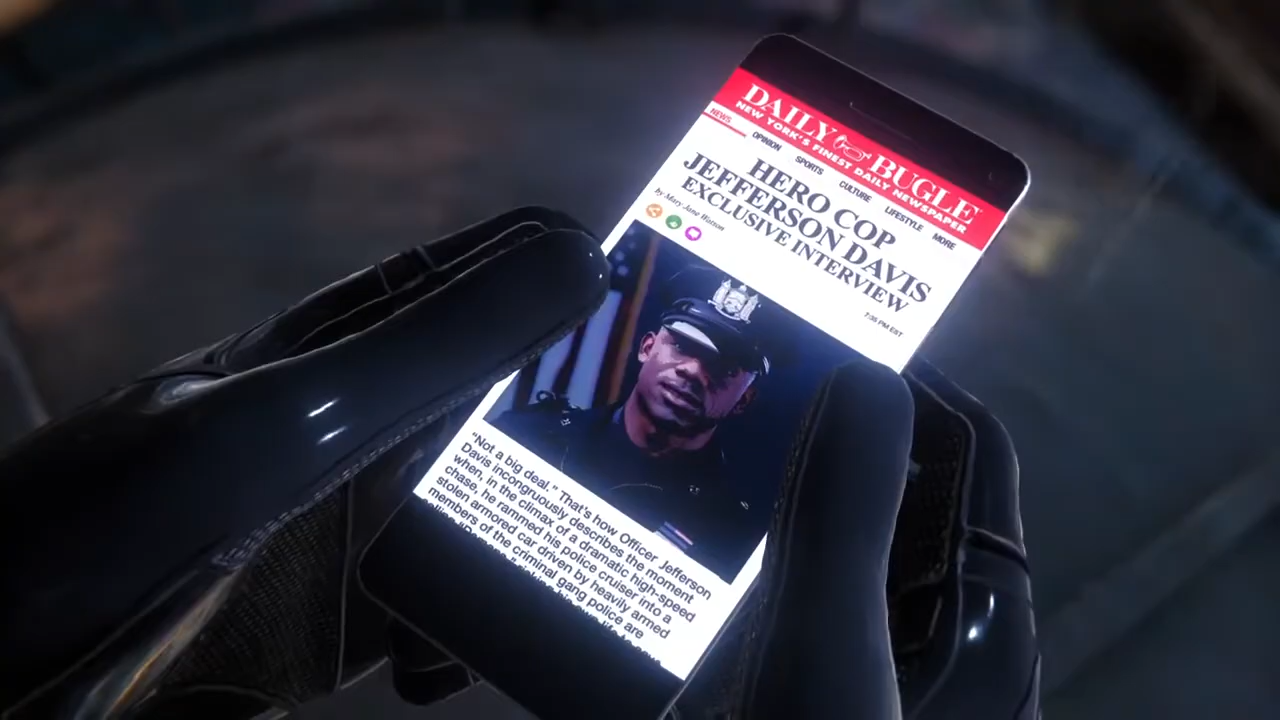 DAILY BUGLE
NEW YORK'S FINEST DAILY NEWSPAPER
NEWS
OPINION
SPORTS
CULTURE
LIFESTYLE
MORE
HERO COP
JEFFERSON DAVIS
EXCLUSIVE INTERVIEW
by Mary Jane Watson
7:35 PM EST
"Not a big deal." That's how Officer Jefferson
Davis incongruously describes the moment
when, in the climax of a dramatic high-speed
chase, he rammed his police cruiser into a
stolen armored car driven by heavily armed
members of the criminal gang police are